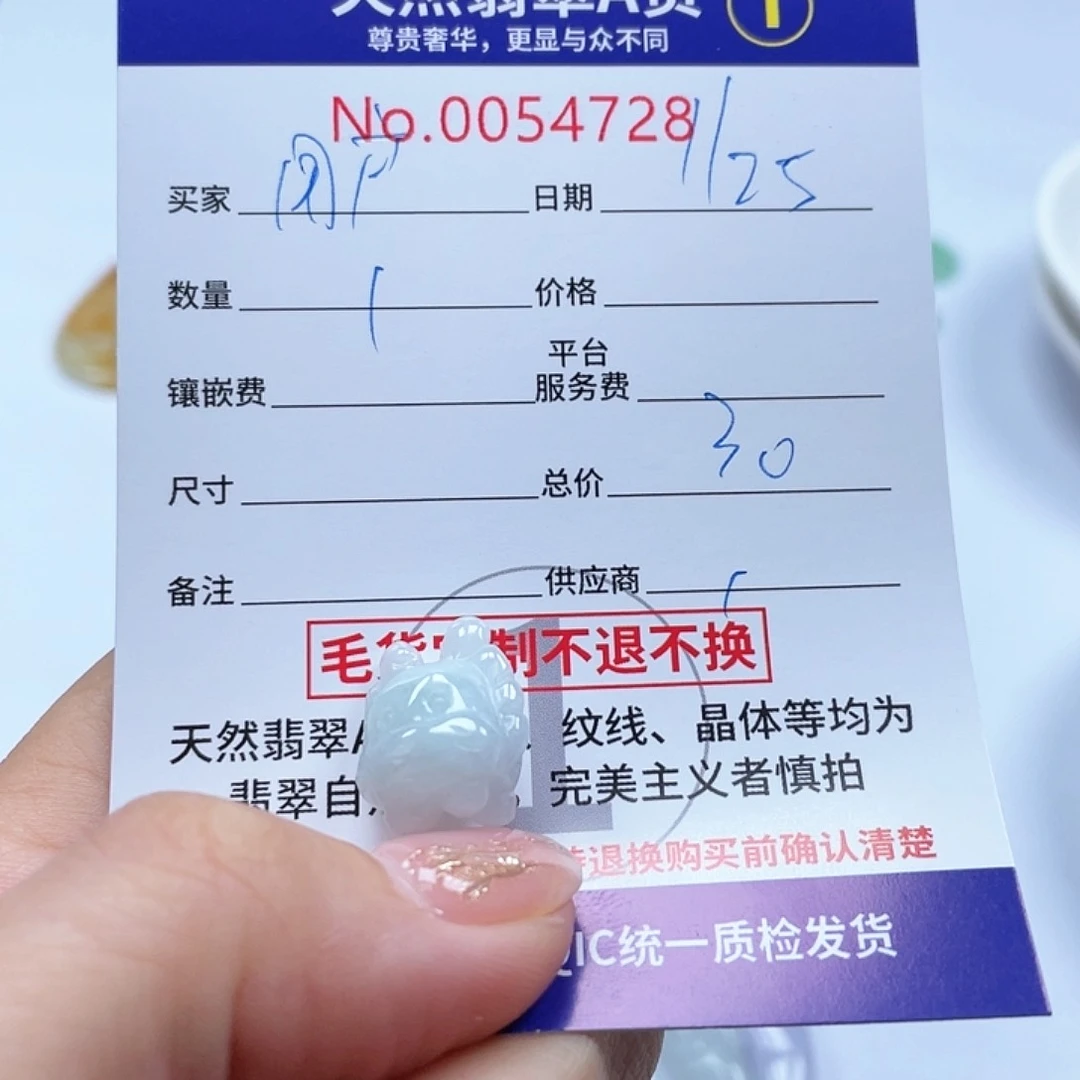 天然翡翠A货 1
尊贵奢华，更显与众不同
No.0054728
买家 日期 1/25
数量 1 价格
镶嵌费 平台服务费
尺寸 总价 30
备注 供应商
毛货 制不退不换
天然翡翠A 纹线、晶体等均为
翡翠自 。完美主义者慎拍
退换购买前确认清楚
QIC统一质检发货